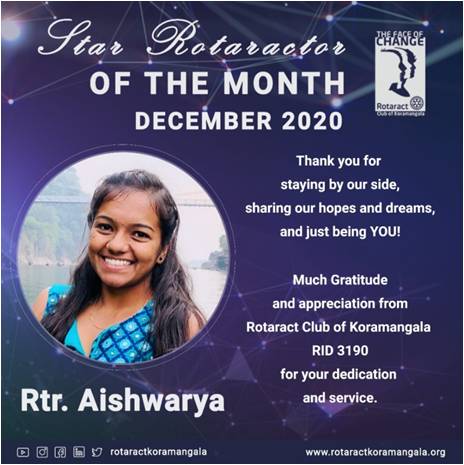 Star Rotaractor
OF THE MONTH
DECEMBER 2020
THE FACE OF
CHANGE
Rotaract
Club of Koramangala
Thank you for
staying by our side,
sharing our hopes and dreams,
and just being YOU!
Much Gratitude
and appreciation from
Rotaract Club of Koramangala
RID 3190
for your dedication
and service.
Rtr. Aishwarya
rotaractkoramangala
www.rotaractkoramangala.org